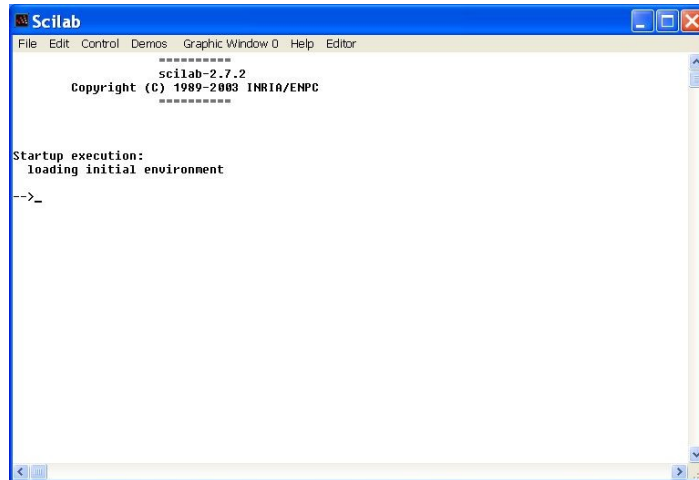 Scilab
File Edit Control Demos Graphic Window 0 Help Editor
==========
scilab-2.7.2
Copyright (C) 1989-2003 INRIA/ENPC
==========
Startup execution:
loading initial environment
-->_